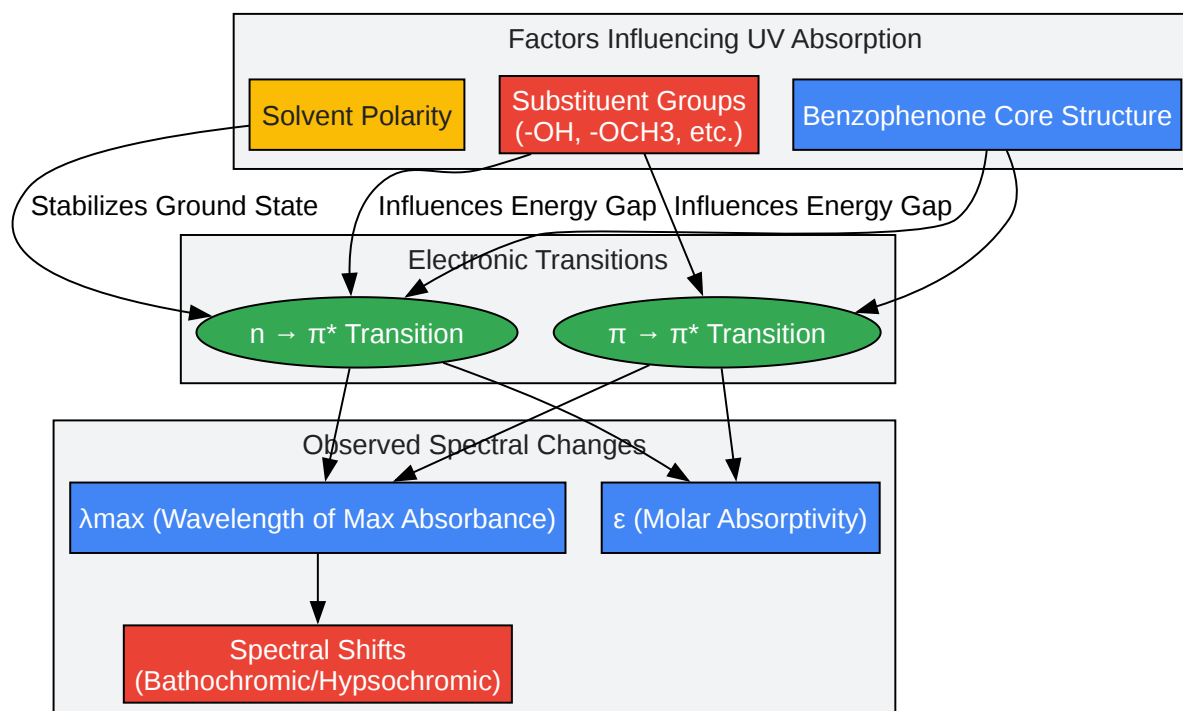 Factors Influencing UV Absorption
Solvent Polarity
Substituent Groups
(-OH, -OCH3, etc.)
Benzophenone Core Structure
Stabilizes Ground State
Influences Energy Gap
Influences Energy Gap
Electronic Transitions
n → π* Transition
π → π* Transition
Observed Spectral Changes
λmax (Wavelength of Max Absorbance)
ε (Molar Absorptivity)
Spectral Shifts
(Bathochromic/Hypsochromic)